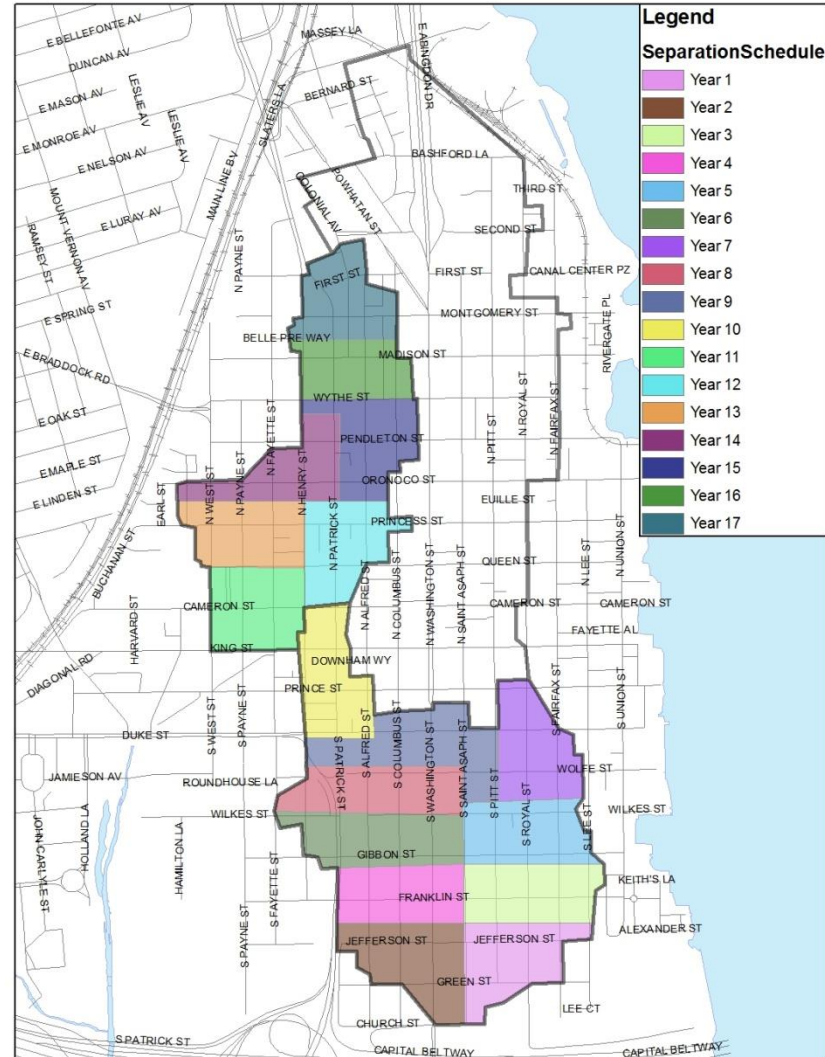 Legend
SeparationSchedule
Year 1
Year 2
Year 3
Year 4
Year 5
Year 6
Year 7
Year 8
Year 9
Year 10
Year 11
Year 12
Year 13
Year 14
Year 15
Year 16
Year 17
E BELLEFONTE AV
DUNCAN AV
E MASON AV
LESLIE AV
LESLIE AV
E MONROE AV
E NELSON AV
MOUNT VERNON AV
E LURAY AV
RAMSEY ST
E SPRING ST
E BRADDOCK RD
E OAK ST
E MAPLE ST
E LINDEN ST
MAIN LINE BV
SLATERS LA
MASSEY LA
E ABINGDON DR
BERNARD ST
BASHFORD LA
POWHATAN ST
COLONIAL AV
THIRD ST
SECOND ST
N PAYNE ST
FIRST ST
FIRST ST
CANAL CENTER PZ
MONTGOMERY ST
RIVERGATE PL
BELLE PRE WAY
MADISON ST
WYTHE ST
N FAYETTE ST
PENDLETON ST
N PITT ST
N ROYAL ST
N FAIRFAX ST
N HENRY ST
ORONOCO ST
EARL ST
N WEST ST
N PAYNE ST
EUILLE ST
BUCHANAN ST
N PATRICK ST
PRINCESS ST
QUEEN ST
N LEE ST
N UNION ST
N ALFRED ST
N COLUMBUS ST
N WASHINGTON ST
N SAINT ASAPH ST
CAMERON ST
CAMERON ST
CAMERON ST
HARVARD ST
FAYETTE AL
KING ST
DIAGONAL RD
DOWNHAM WY
PRINCE ST
S WEST ST
S PAYNE ST
S FAIRFAX ST
S UNION ST
DUKE ST
S PATRICK ST
S ALFRED ST
S COLUMBUS ST
S WASHINGTON ST
S SAINT ASAPH ST
S PITT ST
S ROYAL ST
WOLFE ST
JAMIESON AV
ROUNDHOUSE LA
WILKES ST
WILKES ST
S LEE ST
JOHN CARLYLE ST
HOLLAND LA
HAMILTON LA
GIBBON ST
S FAYETTE ST
KEITH'S LA
FRANKLIN ST
S PAYNE ST
JEFFERSON ST
JEFFERSON ST
ALEXANDER ST
GREEN ST
LEE CT
CHURCH ST
S PATRICK ST
CAPITAL BELTWAY
CAPITAL BELTWAY